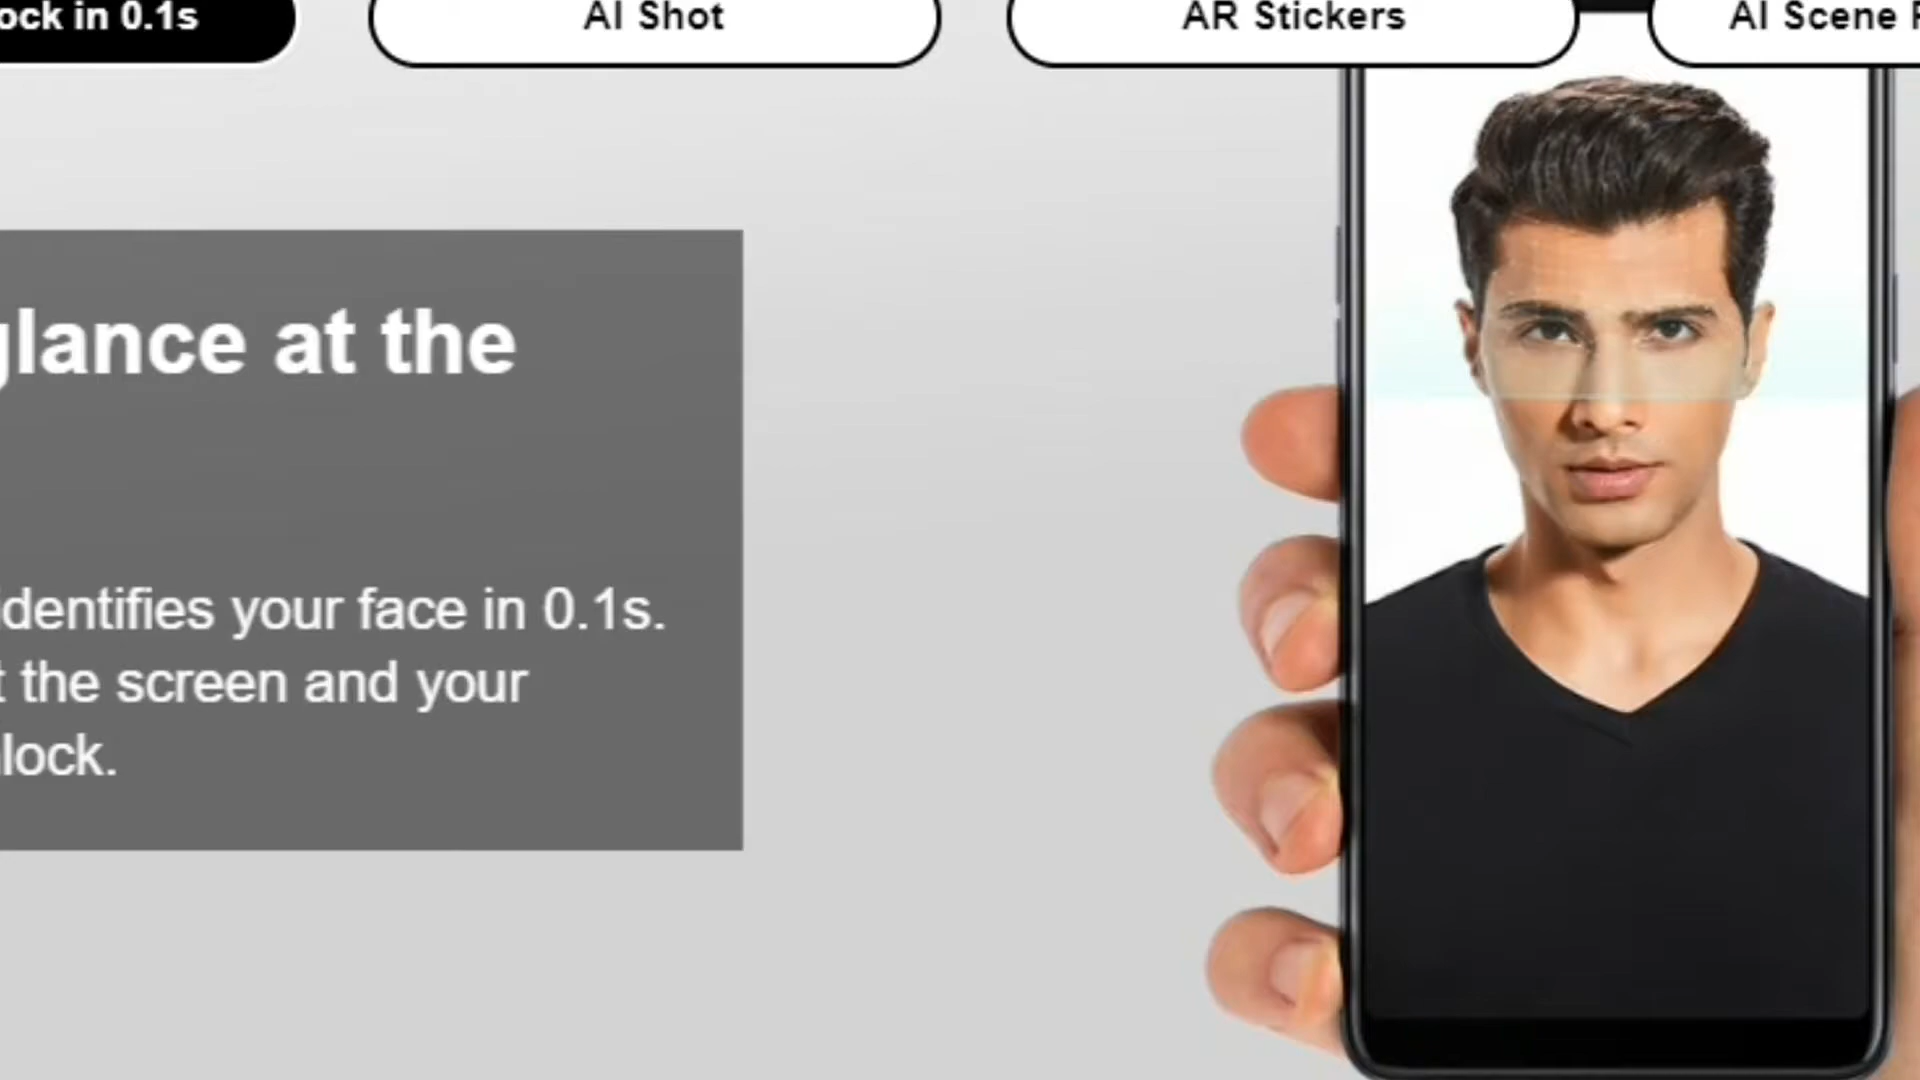 ock in 0.1s
AI Shot
AR Stickers
AI Scene
glance at the
identifies your face in 0.1s.
t the screen and your
lock.